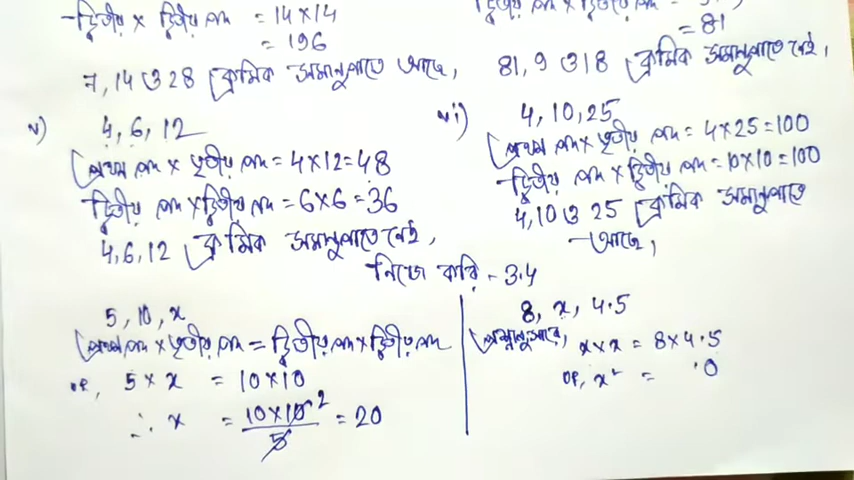 দ্বিতীয় × দ্বিতীয় পদ = 14×14
= 196
7, 14 ও 28 ক্রমিক সমানুপাতে আছে,
= 81
81, 9 ও 18 ক্রমিক সমানুপাতে নেই,
v) 4, 6, 12
প্রথম পদ × তৃতীয় পদ = 4×12=48
দ্বিতীয় পদ × দ্বিতীয় পদ = 6×6=36
4, 6, 12 ক্রমিক সমানুপাতে নেই,
vi) 4, 10, 25
প্রথম পদ × তৃতীয় পদ = 4×25=100
দ্বিতীয় পদ × দ্বিতীয় পদ = 10×10=100
4, 10 ও 25 ক্রমিক সমানুপাতে
আছে,
নিজে করি - 3.4
5, 10, x
প্রথম পদ × তৃতীয় পদ = দ্বিতীয় পদ × দ্বিতীয় পদ
or, 5 × x = 10×10
∴ x = 10×10 2 / 5 = 20
8, x, 4.5
প্রশ্নানুসারে, x×x = 8×4.5
or, x² = .0